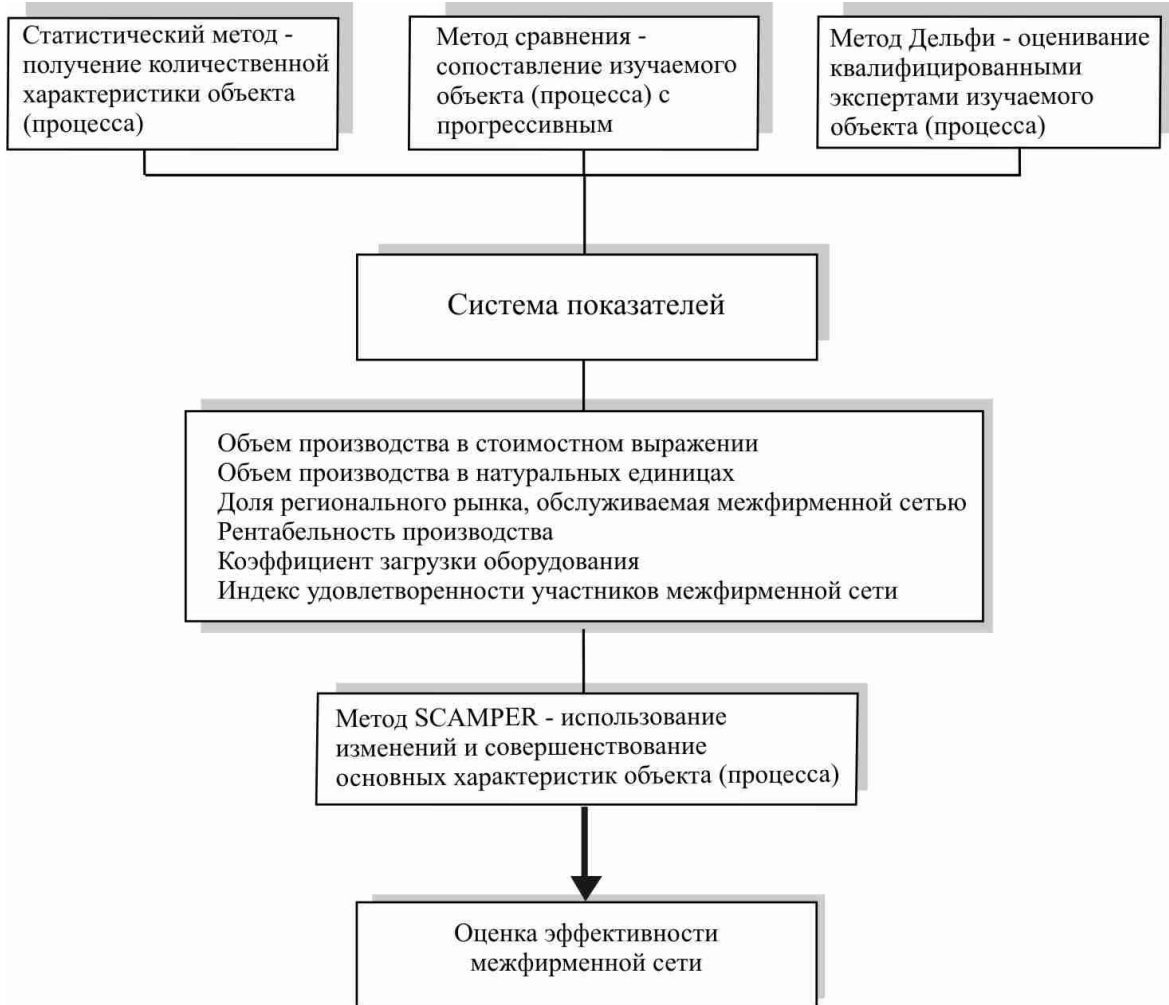 Статистический метод -
получение количественной
характеристики объекта
(процесса)
Метод сравнения -
сопоставление изучаемого
объекта (процесса) с
прогрессивным
Метод Дельфи - оценивание
квалифицированными
экспертами изучаемого
объекта (процесса)
Система показателей
Объем производства в стоимостном выражении
Объем производства в натуральных единицах
Доля регионального рынка, обслуживаемая межфирменной сетью
Рентабельность производства
Коэффициент загрузки оборудования
Индекс удовлетворенности участников межфирменной сети
Метод SCAMPER - использование
изменений и совершенствование
основных характеристик объекта (процесса)
Оценка эффективности
межфирменной сети